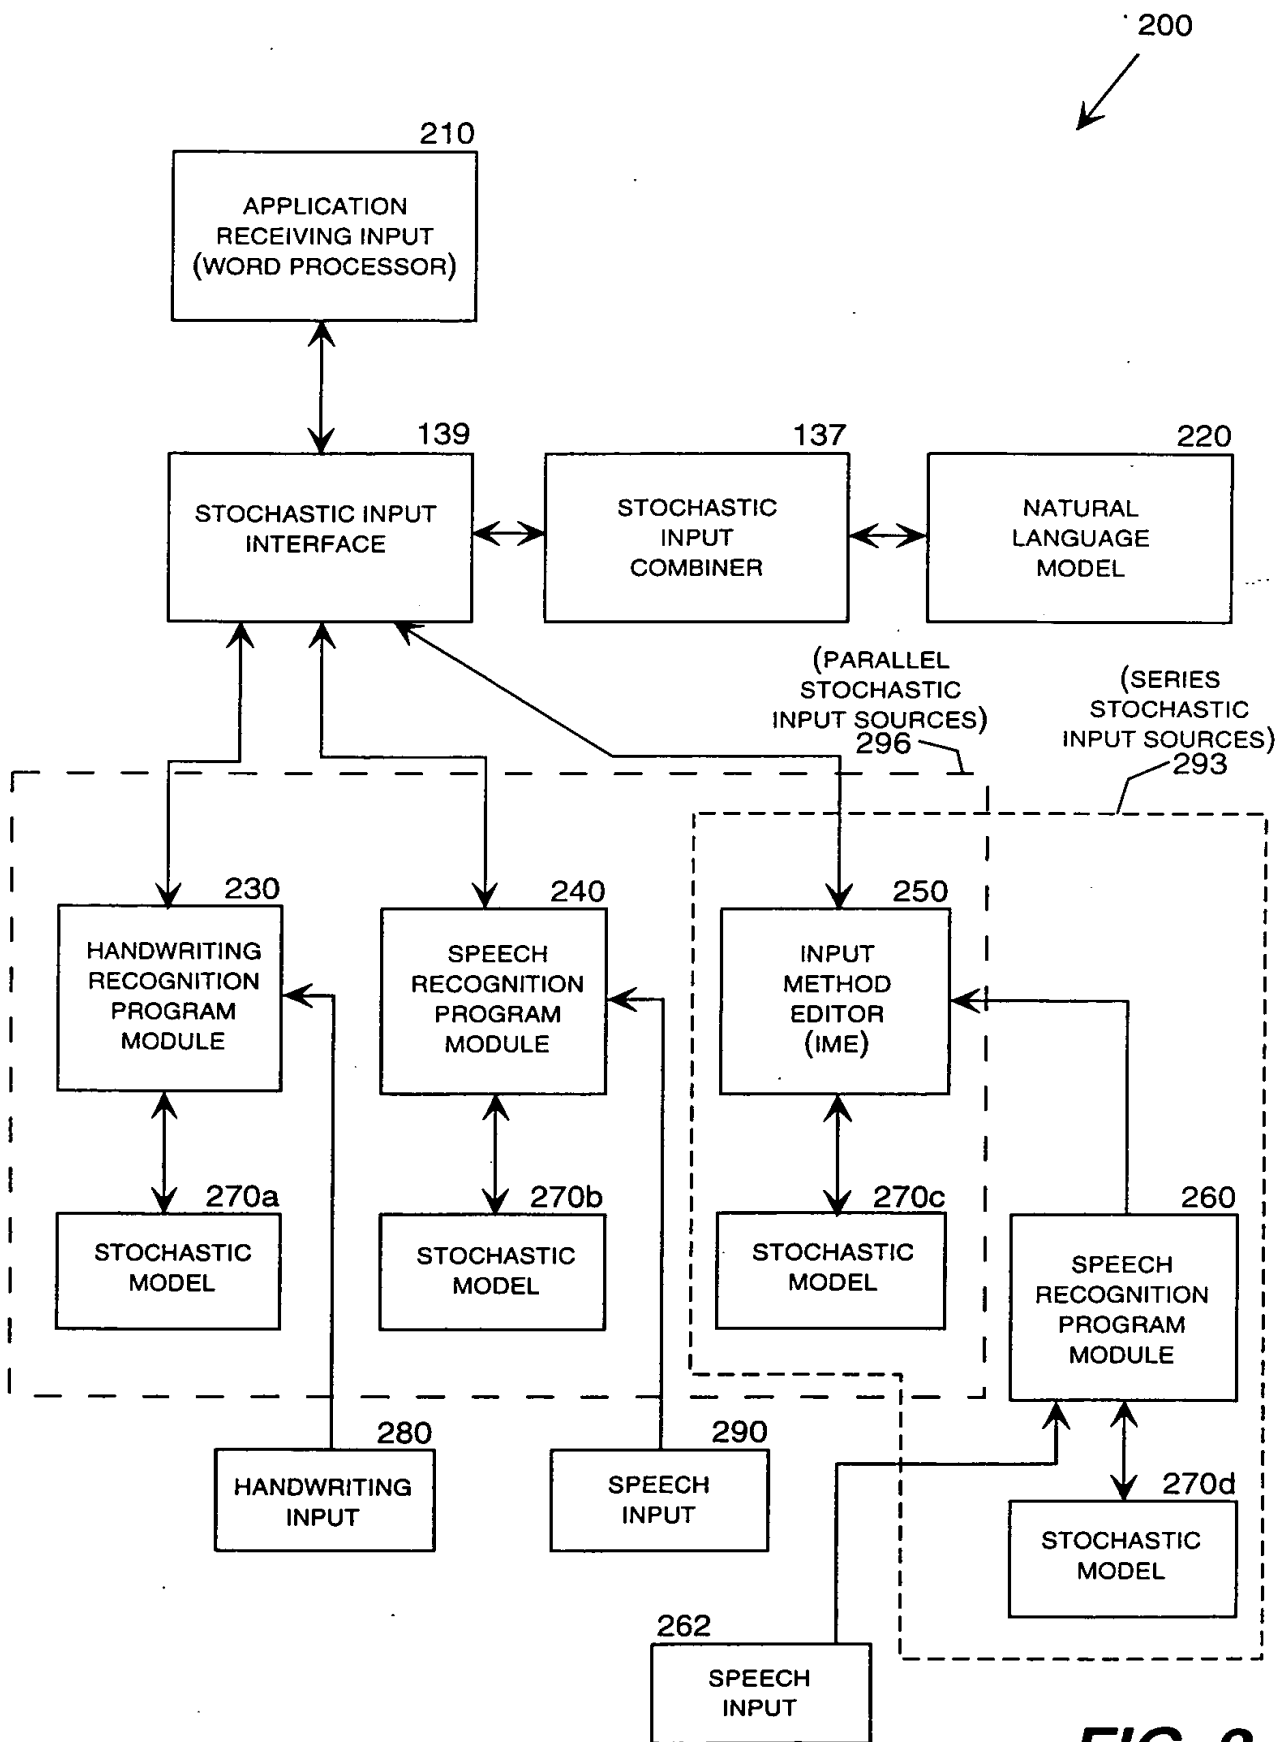 200
210
APPLICATION
RECEIVING INPUT
(WORD PROCESSOR)
139
STOCHASTIC INPUT
INTERFACE
137
STOCHASTIC
INPUT
COMBINER
220
NATURAL
LANGUAGE
MODEL
(PARALLEL
STOCHASTIC
INPUT SOURCES)
296
(SERIES
STOCHASTIC
INPUT SOURCES)
293
230
HANDWRITING
RECOGNITION
PROGRAM
MODULE
240
SPEECH
RECOGNITION
PROGRAM
MODULE
250
INPUT
METHOD
EDITOR
(IME)
270a
STOCHASTIC
MODEL
270b
STOCHASTIC
MODEL
270c
STOCHASTIC
MODEL
260
SPEECH
RECOGNITION
PROGRAM
MODULE
280
HANDWRITING
INPUT
290
SPEECH
INPUT
270d
STOCHASTIC
MODEL
262
SPEECH
INPUT
FIG. 2